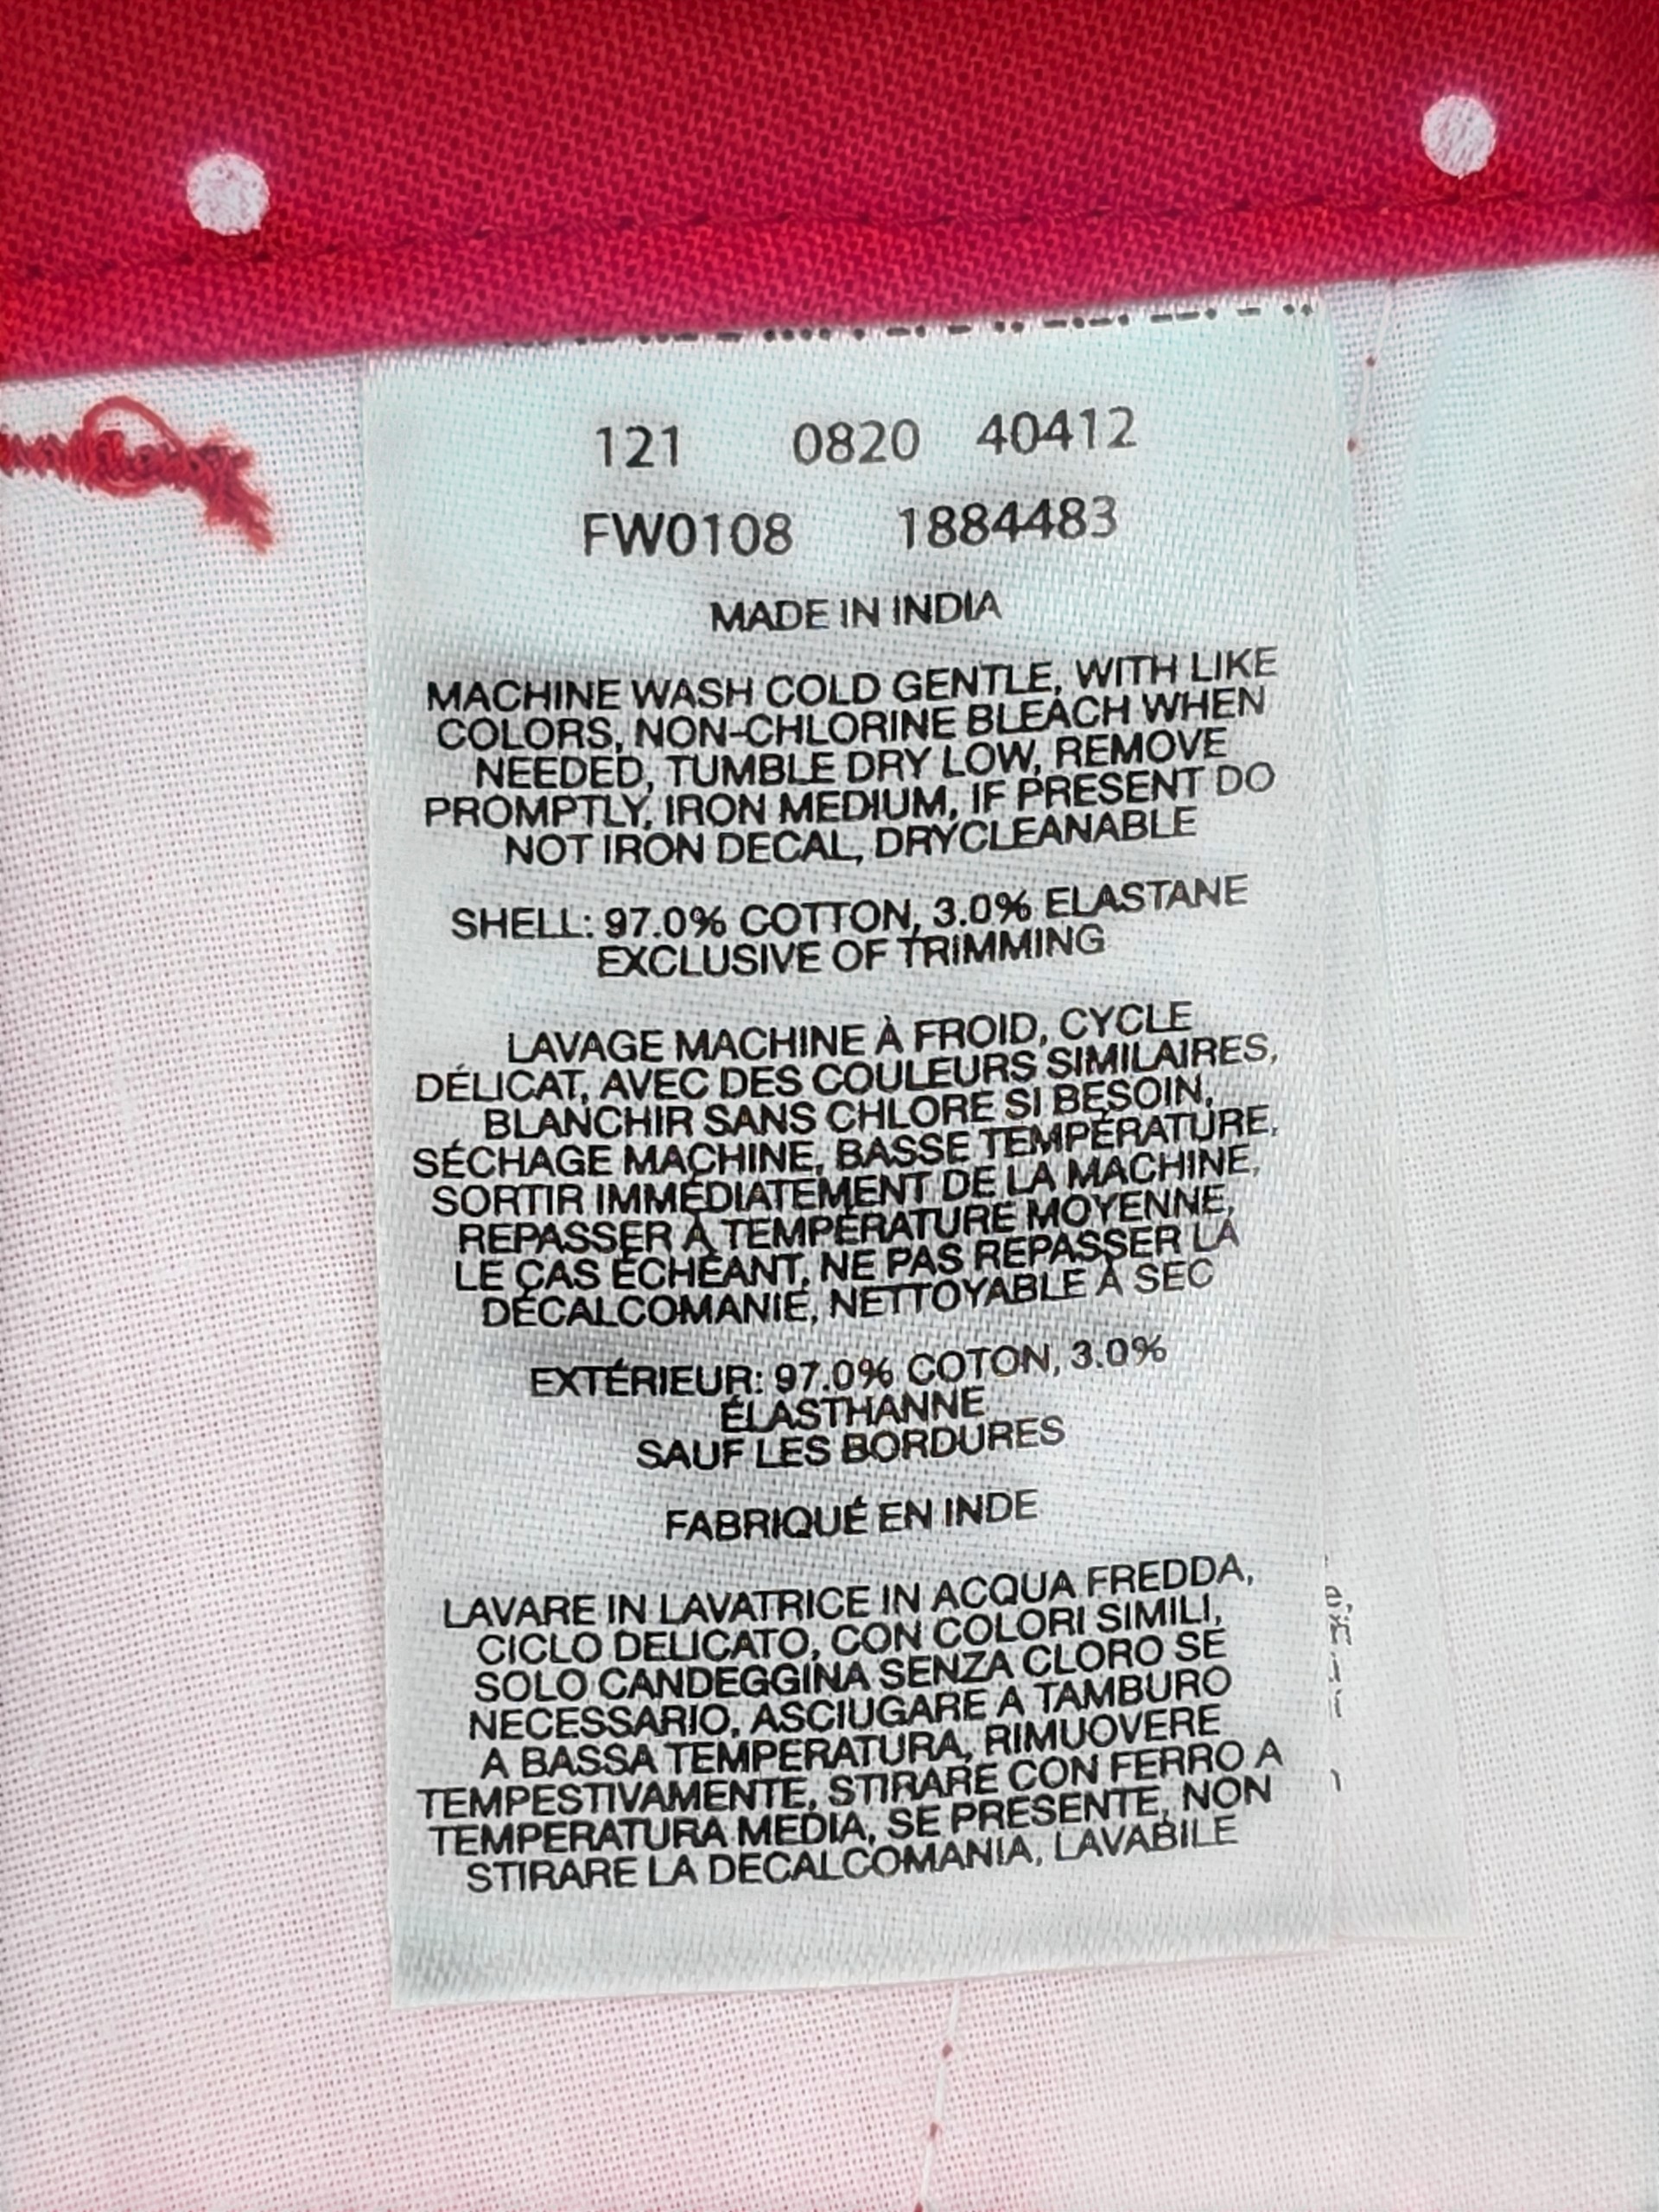 121 0820 40412
FW0108 1884483
MADE IN INDIA
MACHINE WASH COLD GENTLE, WITH LIKE
COLORS, NON-CHLORINE BLEACH WHEN
NEEDED, TUMBLE DRY LOW, REMOVE
PROMPTLY, IRON MEDIUM, IF PRESENT DO
NOT IRON DECAL, DRYCLEANABLE
SHELL: 97.0% COTTON, 3.0% ELASTANE
EXCLUSIVE OF TRIMMING
LAVAGE MACHINE À FROID, CYCLE
DÉLICAT, AVEC DES COULEURS SIMILAIRES,
BLANCHIR SANS CHLORE SI BESOIN,
SÉCHAGE MACHINE, BASSE TEMPÉRATURE,
SORTIR IMMÉDIATEMENT DE LA MACHINE,
REPASSER À TEMPÉRATURE MOYENNE,
LE CAS ÉCHÉANT, NE PAS REPASSER LA
DÉCALCOMANIE, NETTOYABLE À SEC
EXTÉRIEUR: 97.0% COTON, 3.0%
ÉLASTHANNE
SAUF LES BORDURES
FABRIQUÉ EN INDE
LAVARE IN LAVATRICE IN ACQUA FREDDA,
CICLO DELICATO, CON COLORI SIMILI,
SOLO CANDEGGINA SENZA CLORO SE
NECESSARIO, ASCIUGARE A TAMBURO
A BASSA TEMPERATURA, RIMUOVERE
TEMPESTIVAMENTE, STIRARE CON FERRO A
TEMPERATURA MEDIA, SE PRESENTE, NON
STIRARE LA DECALCOMANIA, LAVABILE